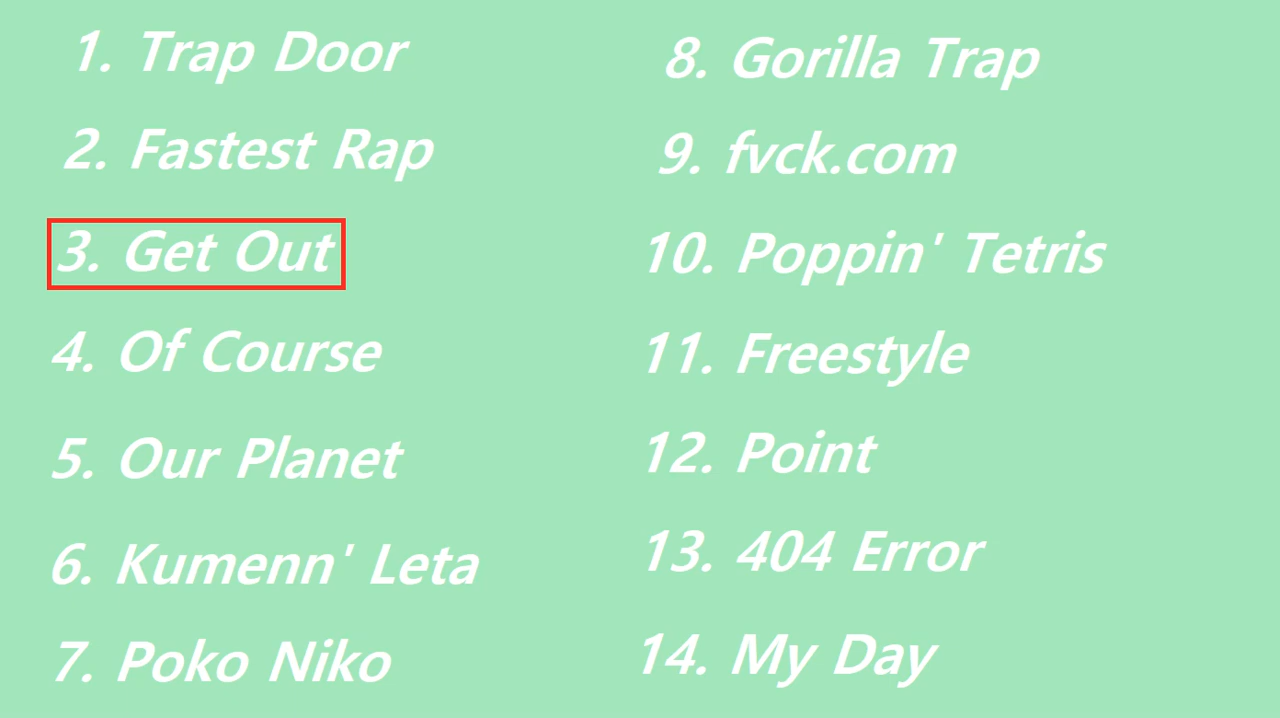 1. Trap Door
2. Fastest Rap
3. Get Out
4. Of Course
5. Our Planet
6. Kumenn' Leta
7. Poko Niko
8. Gorilla Trap
9. fvck.com
10. Poppin' Tetris
11. Freestyle
12. Point
13. 404 Error
14. My Day